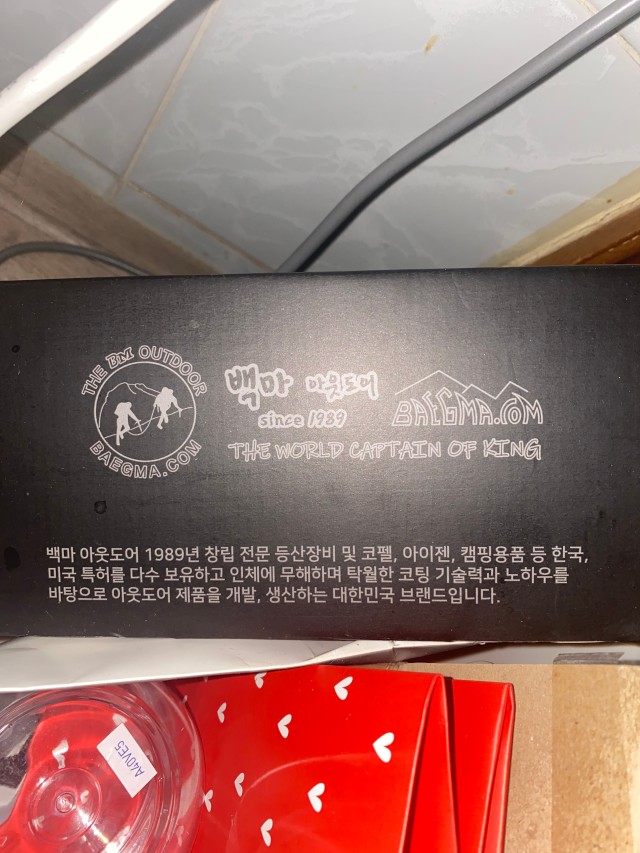 THE BM OUTDOOR
BAEGMA.COM
백마 아웃도어
since 1989
BAEGMA.COM
THE WORLD CAPTAIN OF KING
백마 아웃도어 1989년 창립 전문 등산장비 및 코펠, 아이젠, 캠핑용품 등 한국,
미국 특허를 다수 보유하고 인체에 무해하며 탁월한 코팅 기술력과 노하우를
바탕으로 아웃도어 제품을 개발, 생산하는 대한민국 브랜드입니다.
A40VE5